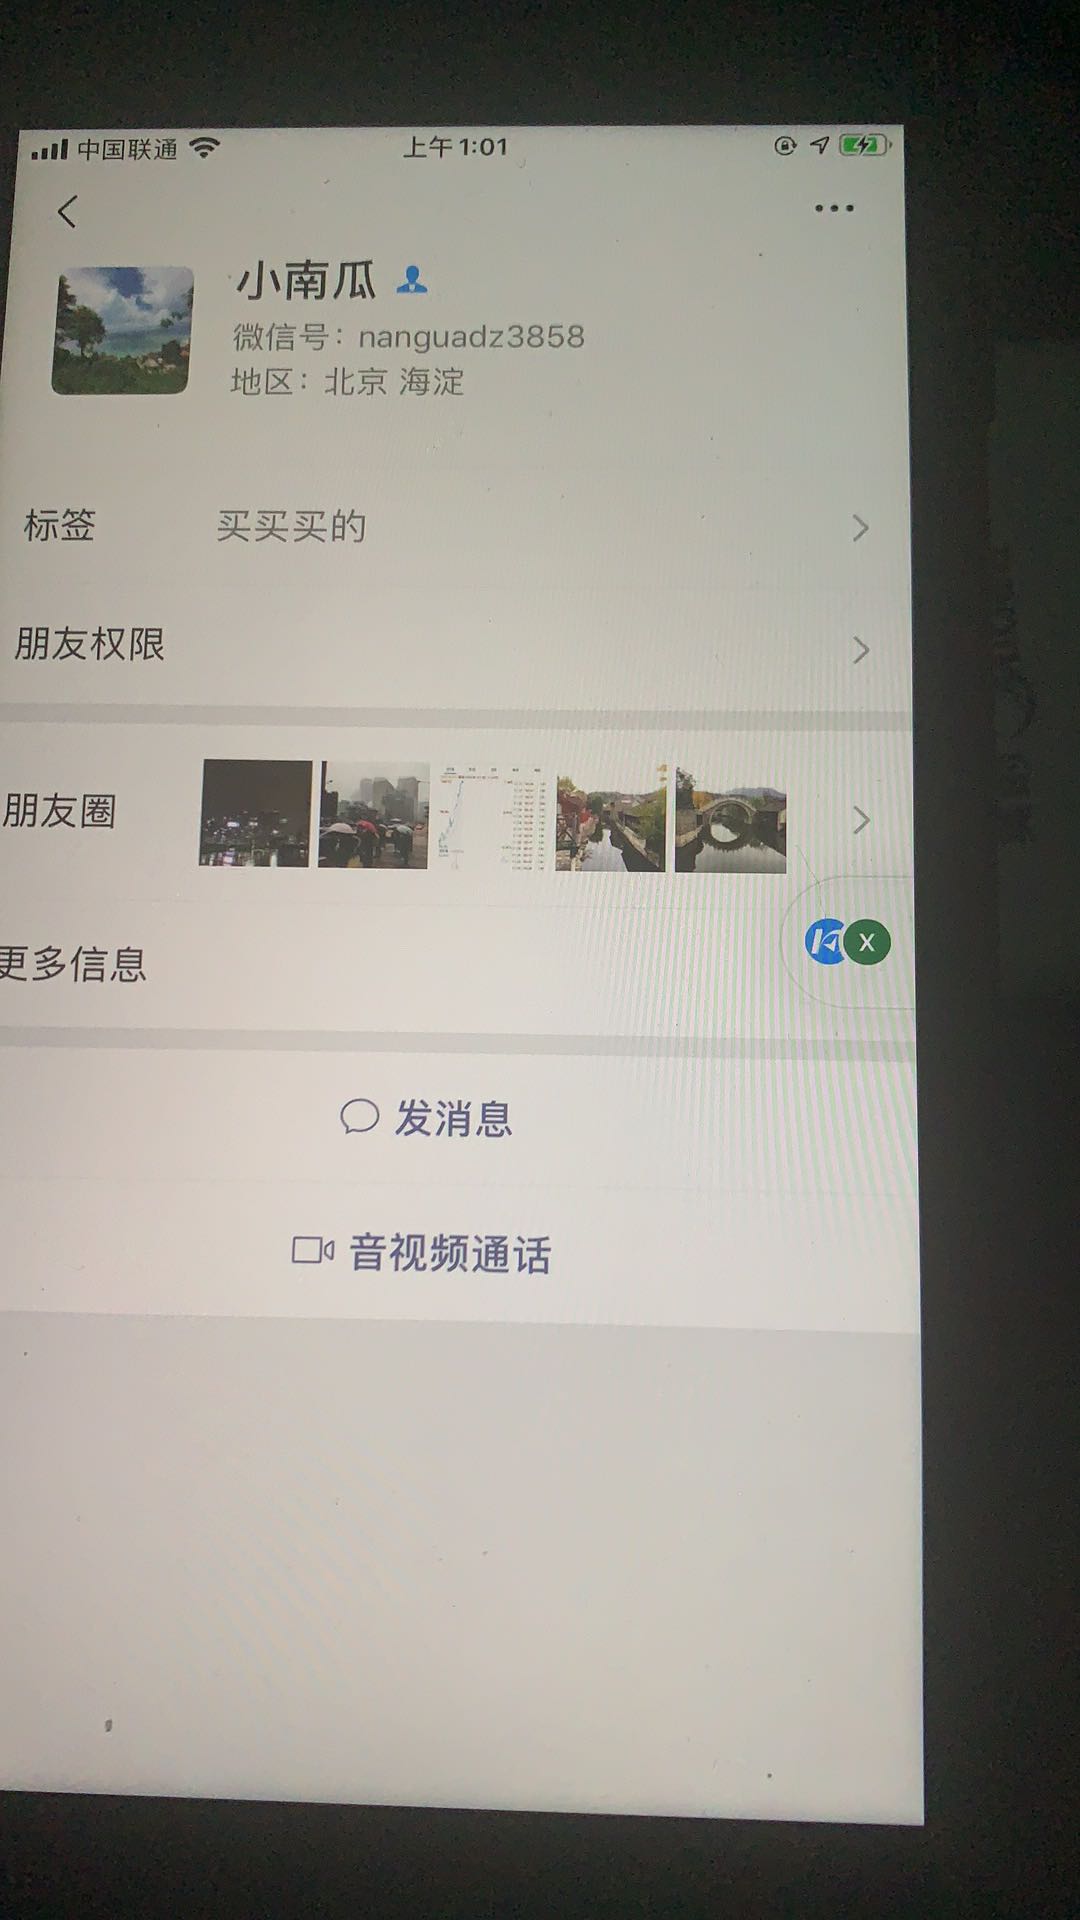 中国联通
上午 1:01
小南瓜
微信号：nanguadz3858
地区：北京 海淀
标签 买买买的
朋友权限
朋友圈
更多信息
X
发消息
音视频通话